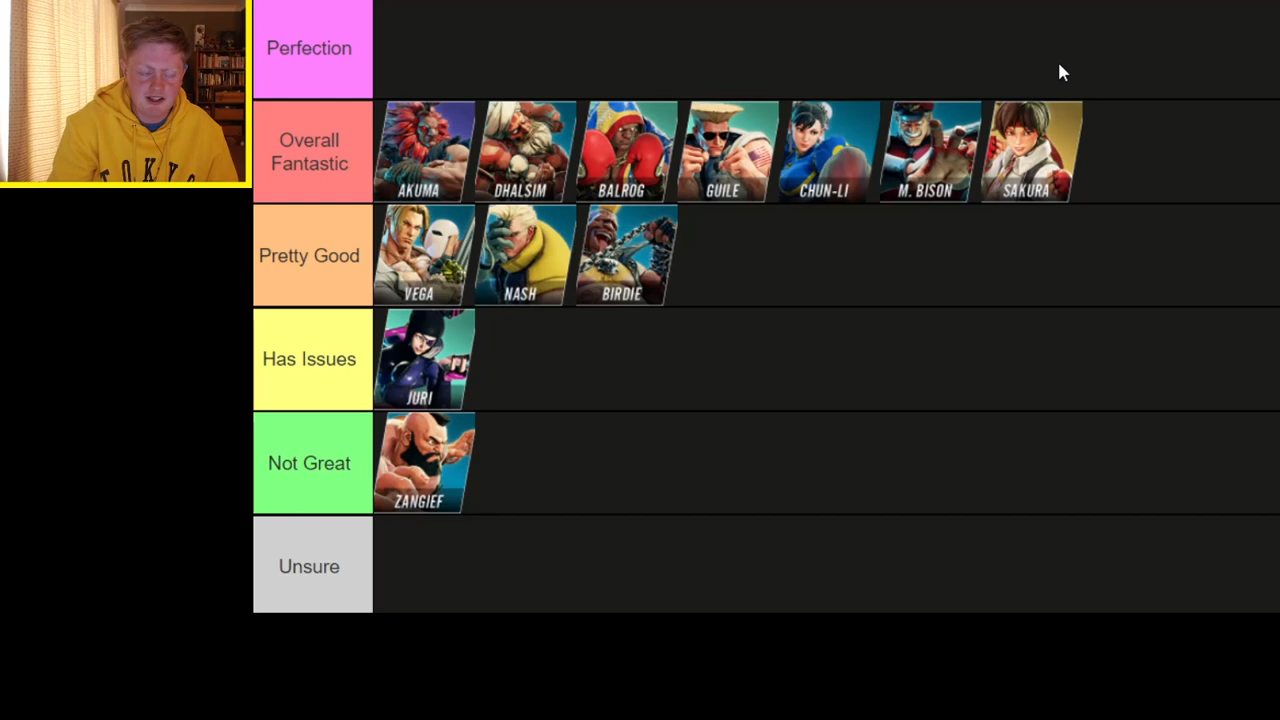 Perfection
Overall
Fantastic
AKUMA
DHALSIM
BALROG
GUILE
CHUN-LI
M. BISON
SAKURA
Pretty Good
VEGA
NASH
BIRDIE
Has Issues
JURI
Not Great
ZANGIEF
Unsure